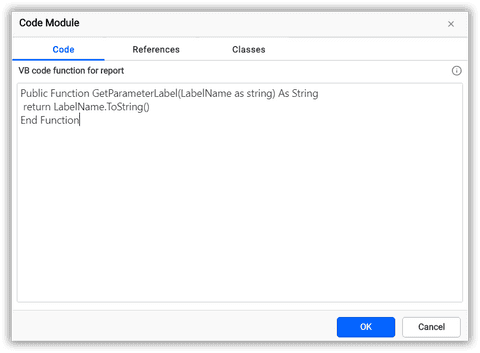 Code Module
Code References Classes
VB code function for report
Public Function GetParameterLabel(LabelName as string) As String
return LabelName.ToString()
End Function
OK Cancel